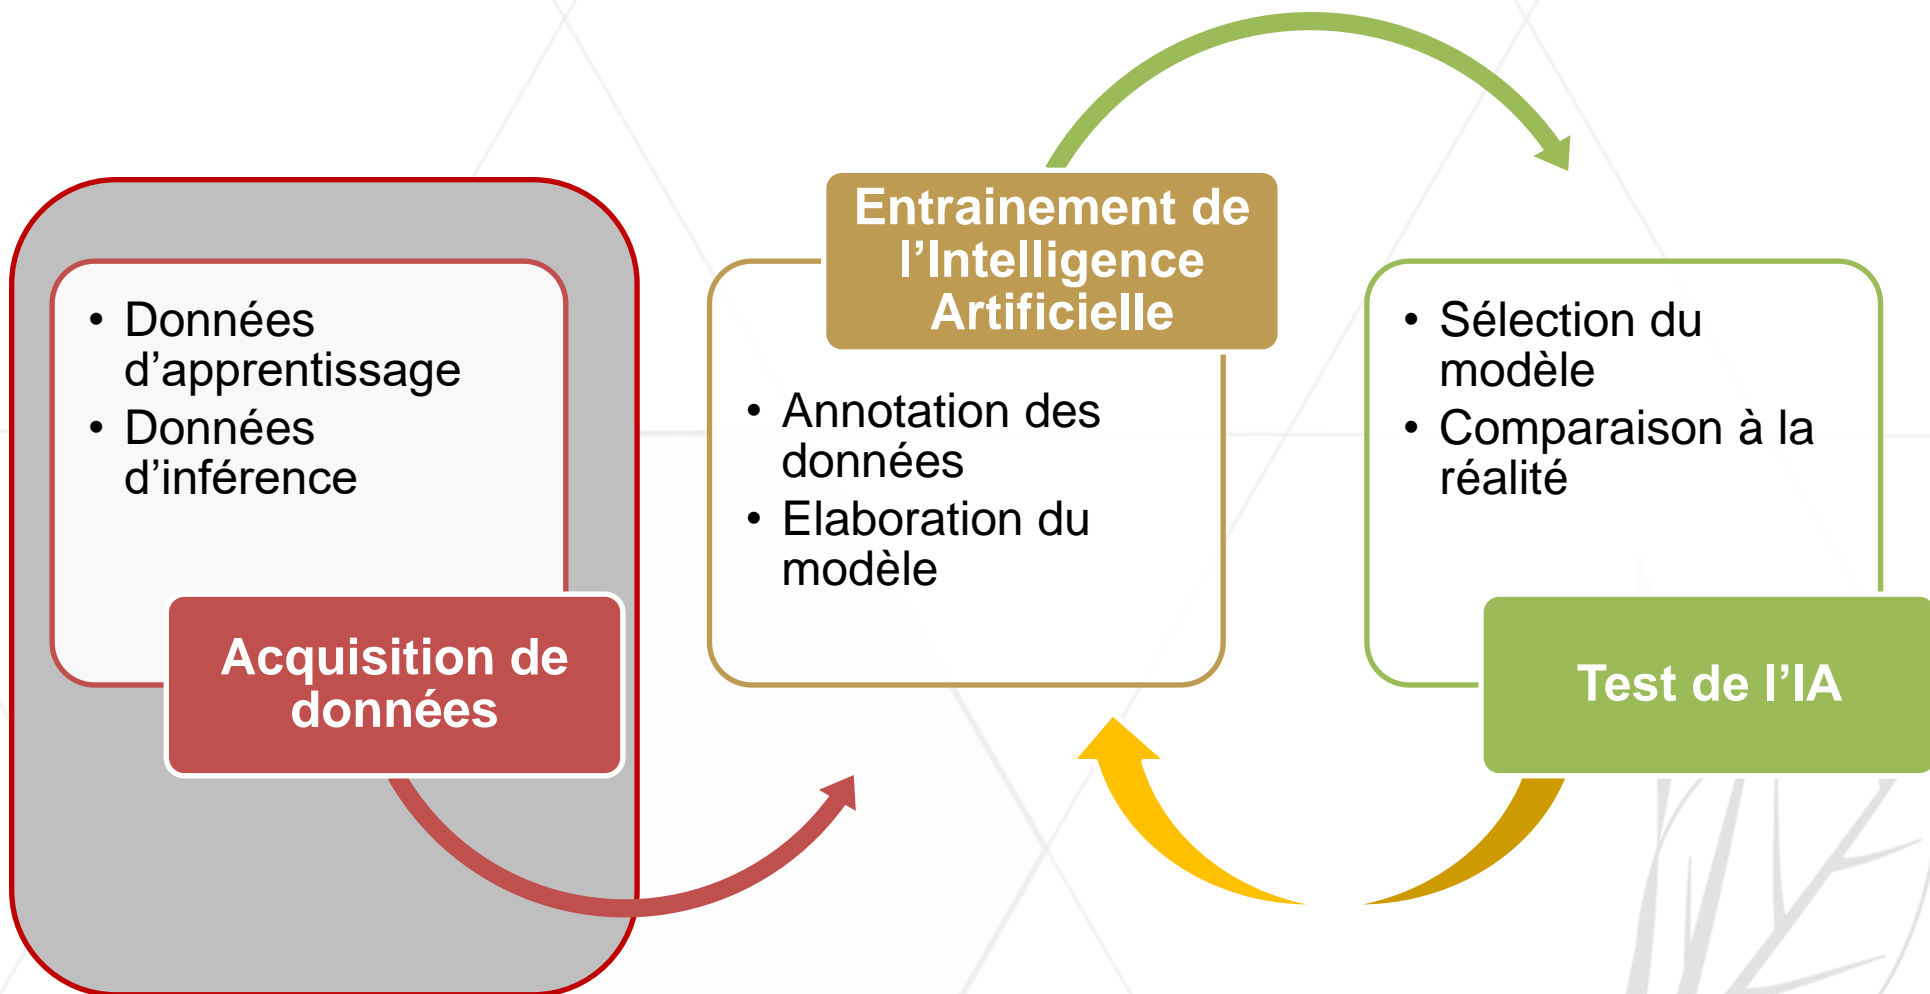 • Données
d’apprentissage
• Données
d’inférence
Acquisition de
données
Entrainement de
l’Intelligence
Artificielle
• Annotation des
données
• Elaboration du
modèle
• Sélection du
modèle
• Comparaison à la
réalité
Test de l’IA